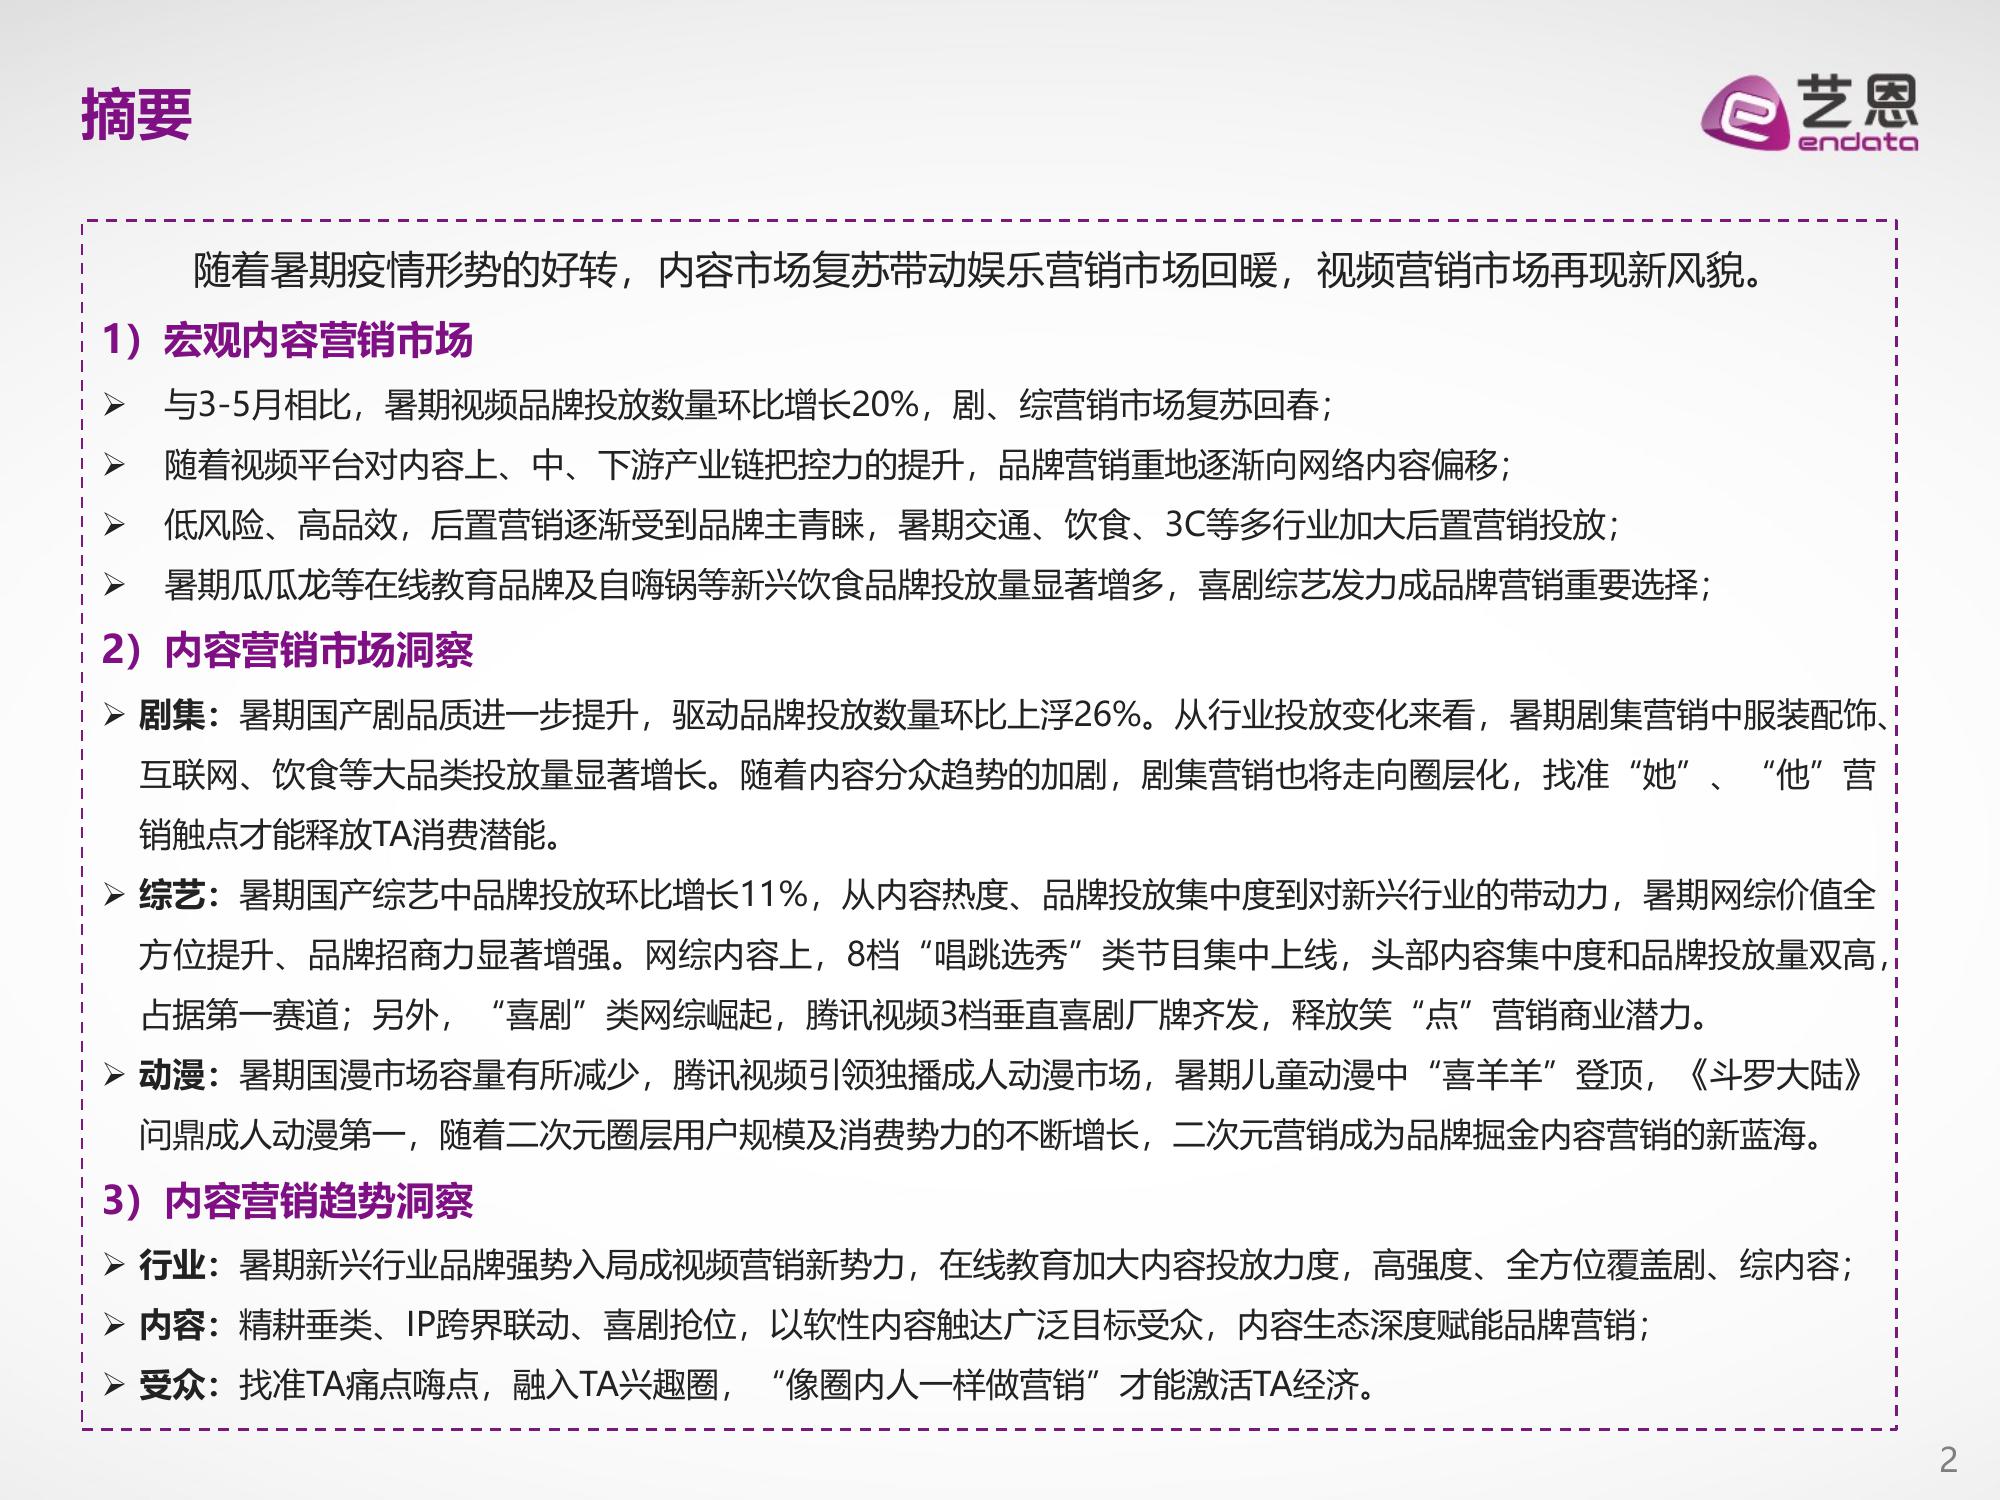 摘要
艺恩
endata
随着暑期疫情形势的好转，内容市场复苏带动娱乐营销市场回暖，视频营销市场再现新风貌。
1）宏观内容营销市场
➢ 与3-5月相比，暑期视频品牌投放数量环比增长20%，剧、综营销市场复苏回春；
➢ 随着视频平台对内容上、中、下游产业链把控力的提升，品牌营销重地逐渐向网络内容偏移；
➢ 低风险、高品效，后置营销逐渐受到品牌主青睐，暑期交通、饮食、3C等多行业加大后置营销投放；
➢ 暑期瓜瓜龙等在线教育品牌及自嗨锅等新兴饮食品牌投放量显著增多，喜剧综艺发力成品牌营销重要选择；
2）内容营销市场洞察
➢ 剧集：暑期国产剧品质进一步提升，驱动品牌投放数量环比上浮26%。从行业投放变化来看，暑期剧集营销中服装配饰、
互联网、饮食等大品类投放量显著增长。随着内容分众趋势的加剧，剧集营销也将走向圈层化，找准“她”、“他”营
销触点才能释放TA消费潜能。
➢ 综艺：暑期国产综艺中品牌投放环比增长11%，从内容热度、品牌投放集中度到对新兴行业的带动力，暑期网综价值全
方位提升、品牌招商力显著增强。网综内容上，8档“唱跳选秀”类节目集中上线，头部内容集中度和品牌投放量双高，
占据第一赛道；另外，“喜剧”类网综崛起，腾讯视频3档垂直喜剧厂牌齐发，释放笑“点”营销商业潜力。
➢ 动漫：暑期国漫市场容量有所减少，腾讯视频引领独播成人动漫市场，暑期儿童动漫中“喜羊羊”登顶，《斗罗大陆》
问鼎成人动漫第一，随着二次元圈层用户规模及消费势力的不断增长，二次元营销成为品牌掘金内容营销的新蓝海。
3）内容营销趋势洞察
➢ 行业：暑期新兴行业品牌强势入局成视频营销新势力，在线教育加大内容投放力度，高强度、全方位覆盖剧、综内容；
➢ 内容：精耕垂类、IP跨界联动、喜剧抢位，以软性内容触达广泛目标受众，内容生态深度赋能品牌营销；
➢ 受众：找准TA痛点嗨点，融入TA兴趣圈，“像圈内人一样做营销”才能激活TA经济。
2